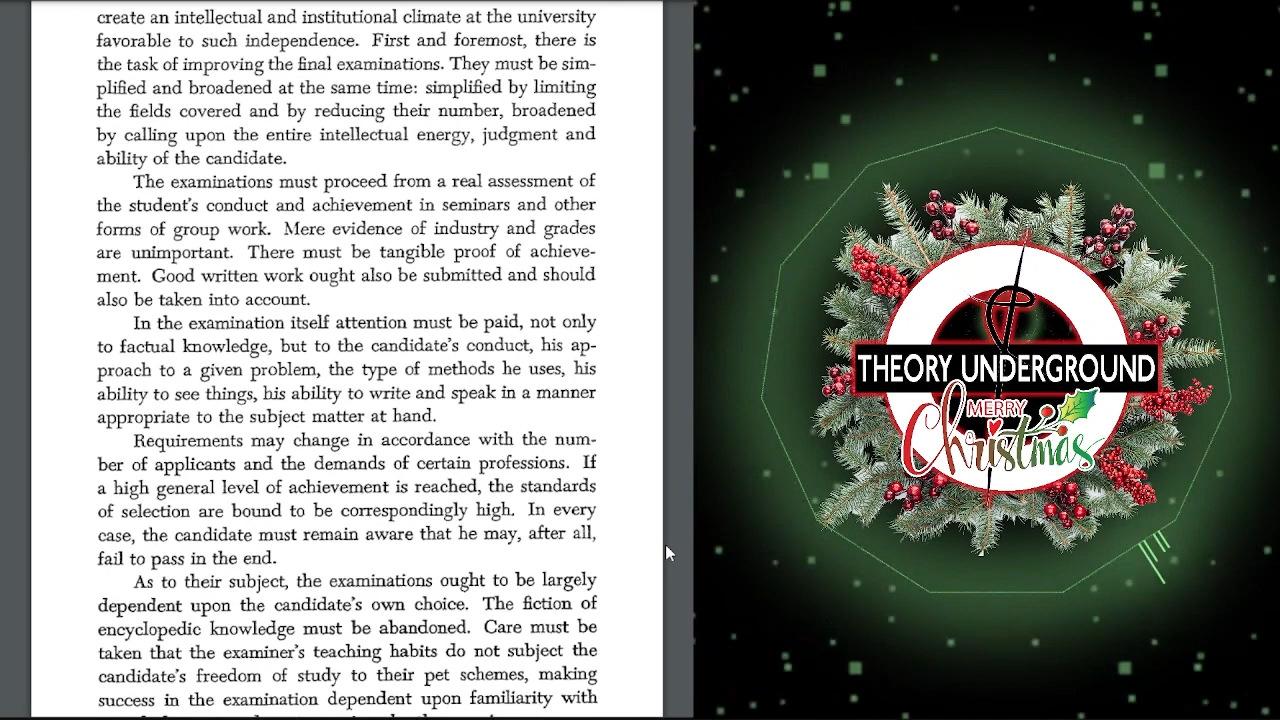 create an intellectual and institutional climate at the university
favorable to such independence. First and foremost, there is
the task of improving the final examinations. They must be sim-
plified and broadened at the same time: simplified by limiting
the fields covered and by reducing their number, broadened
by calling upon the entire intellectual energy, judgment and
ability of the candidate.
The examinations must proceed from a real assessment of
the student's conduct and achievement in seminars and other
forms of group work. Mere evidence of industry and grades
are unimportant. There must be tangible proof of achieve-
ment. Good written work ought also be submitted and should
also be taken into account.
In the examination itself attention must be paid, not only
to factual knowledge, but to the candidate's conduct, his ap-
proach to a given problem, the type of methods he uses, his
ability to see things, his ability to write and speak in a manner
appropriate to the subject matter at hand.
Requirements may change in accordance with the num-
ber of applicants and the demands of certain professions. If
a high general level of achievement is reached, the standards
of selection are bound to be correspondingly high. In every
case, the candidate must remain aware that he may, after all,
fail to pass in the end.
As to their subject, the examinations ought to be largely
dependent upon the candidate's own choice. The fiction of
encyclopedic knowledge must be abandoned. Care must be
taken that the examiner's teaching habits do not subject the
candidate's freedom of study to their pet schemes, making
success in the examination dependent upon familiarity with
THEORY UNDERGROUND
MERRY
Christmas